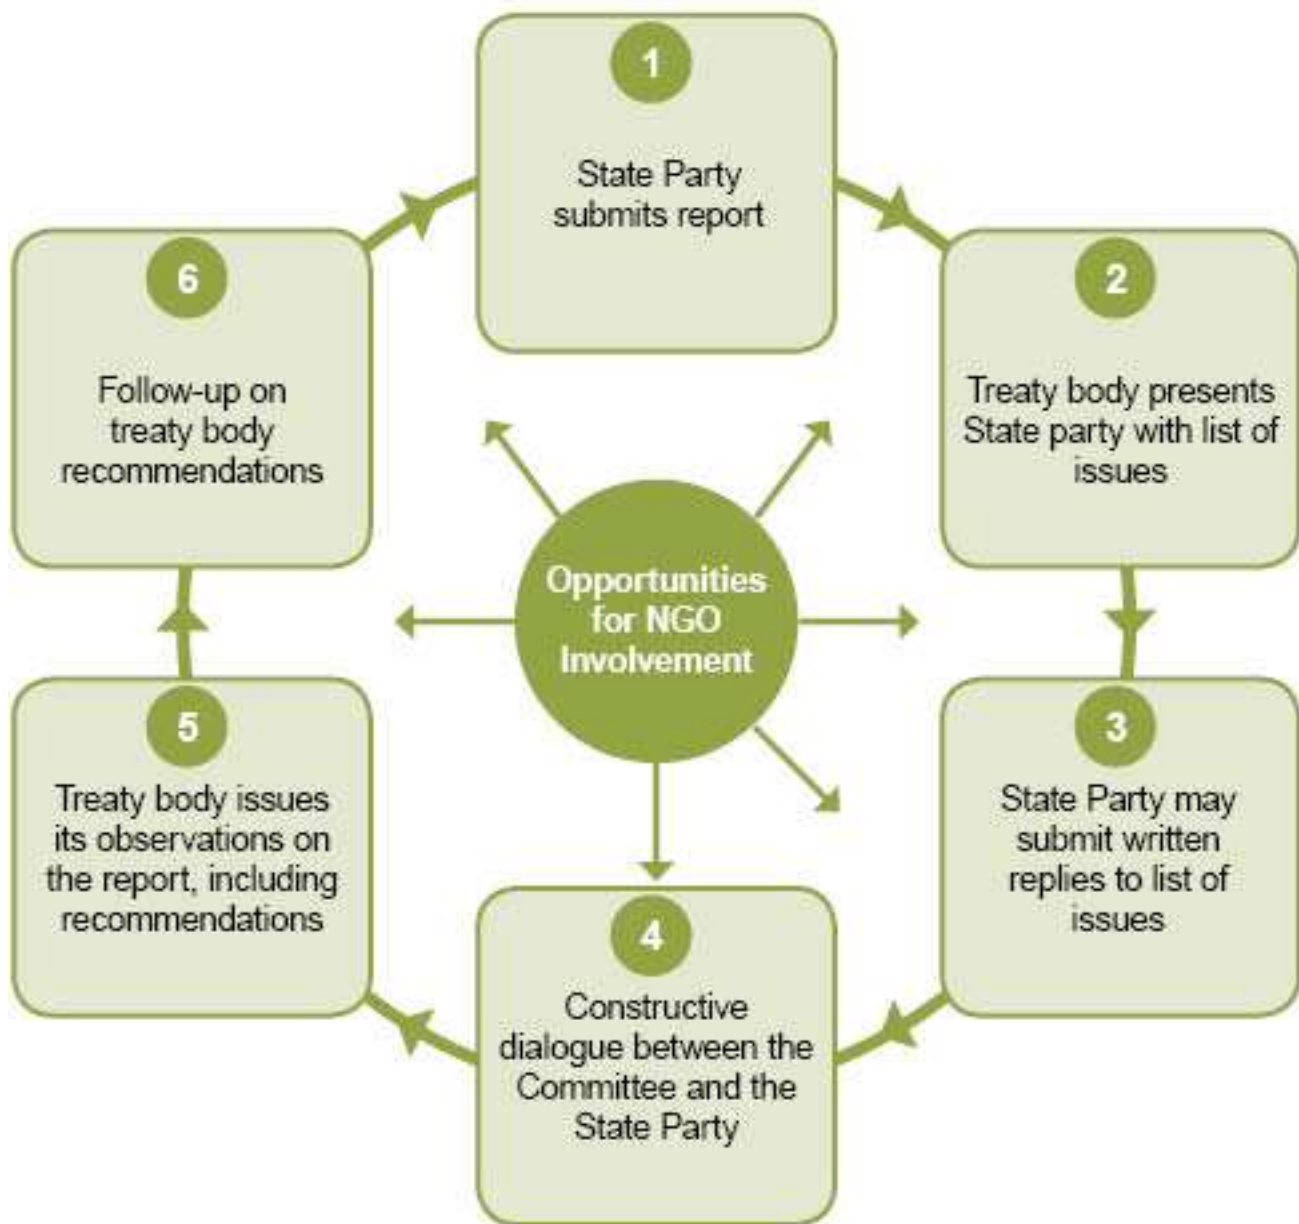 1
State Party
submits report
2
Treaty body presents
State party with list of
issues
3
State Party may
submit written
replies to list of
issues
4
Constructive
dialogue between the
Committee and the
State Party
5
Treaty body issues
its observations on
the report, including
recommendations
6
Follow-up on
treaty body
recommendations
Opportunities
for NGO
Involvement